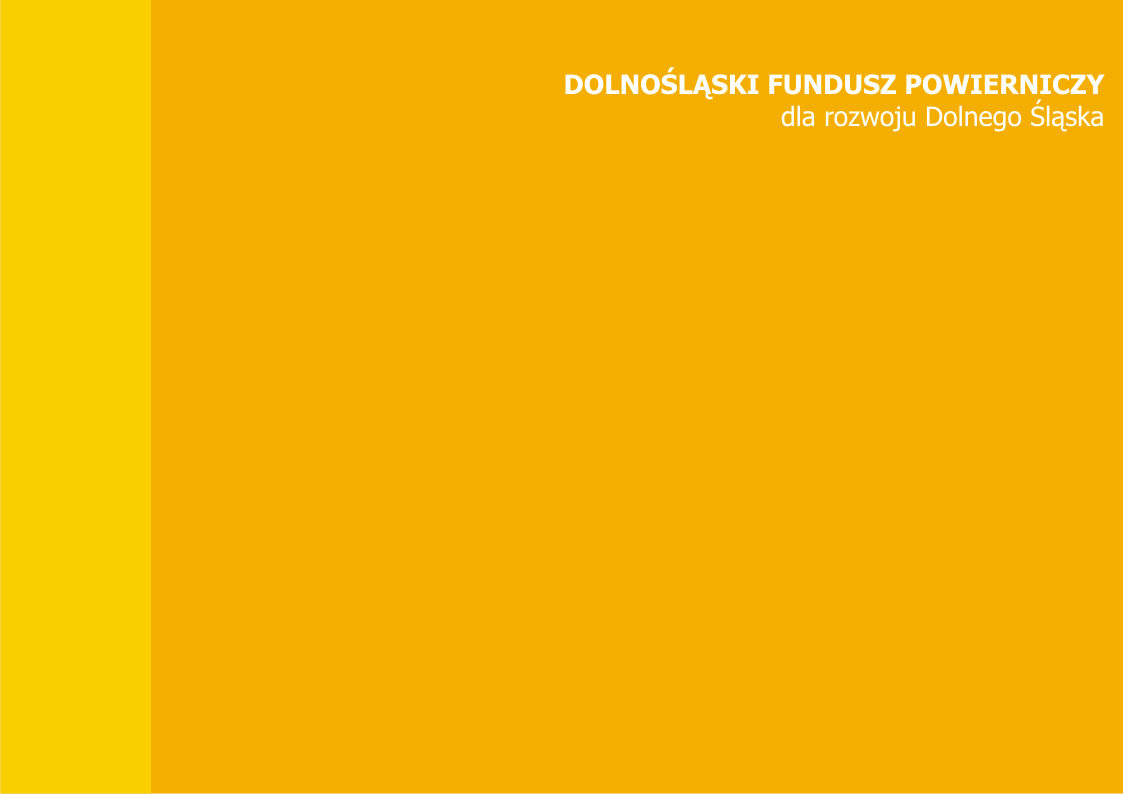 DOLNOŚLĄSKI FUNDUSZ POWIERNICZY
dla rozwoju Dolnego Śląska